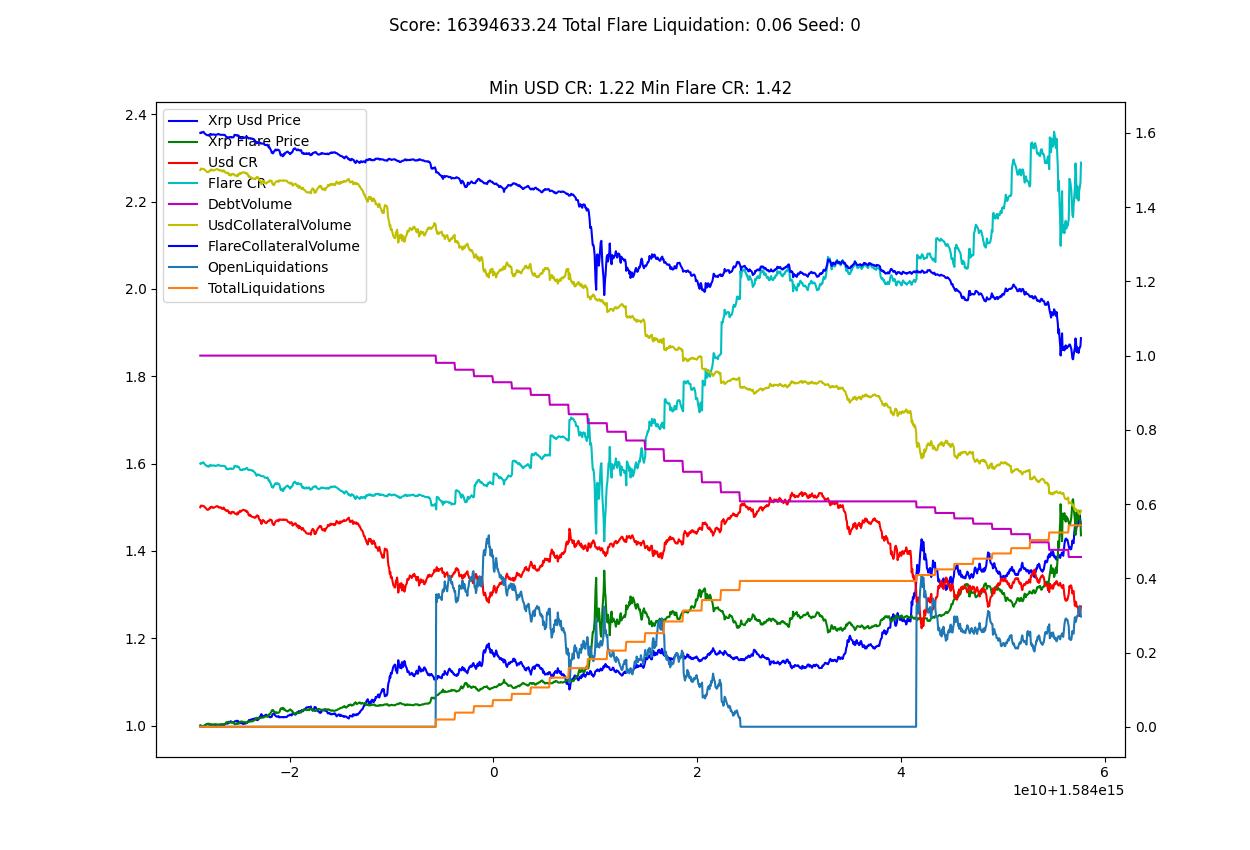 Score: 16394633.24 Total Flare Liquidation: 0.06 Seed: 0
Min USD CR: 1.22 Min Flare CR: 1.42
Xrp Usd Price
Xrp Flare Price
Usd CR
Flare CR
DebtVolume
UsdCollateralVolume
FlareCollateralVolume
OpenLiquidations
TotalLiquidations
2.4
2.2
2.0
1.8
1.6
1.4
1.2
1.0
1.6
1.4
1.2
1.0
0.8
0.6
0.4
0.2
0.0
−2
0
2
4
6
1e10+1.584e15